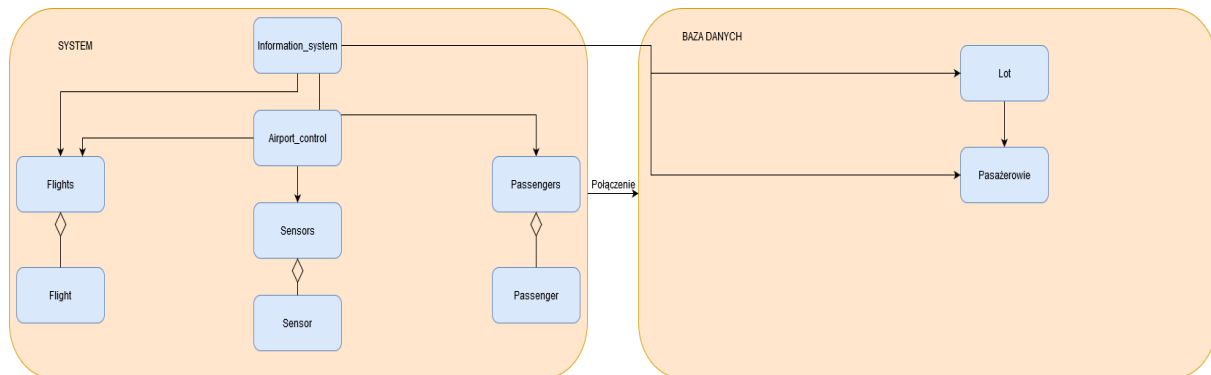 SYSTEM
Information_system
Airport_control
Flights
Passengers
Sensors
Flight
Passenger
Sensor
Połączenie
BAZA DANYCH
Lot
Pasażerowie